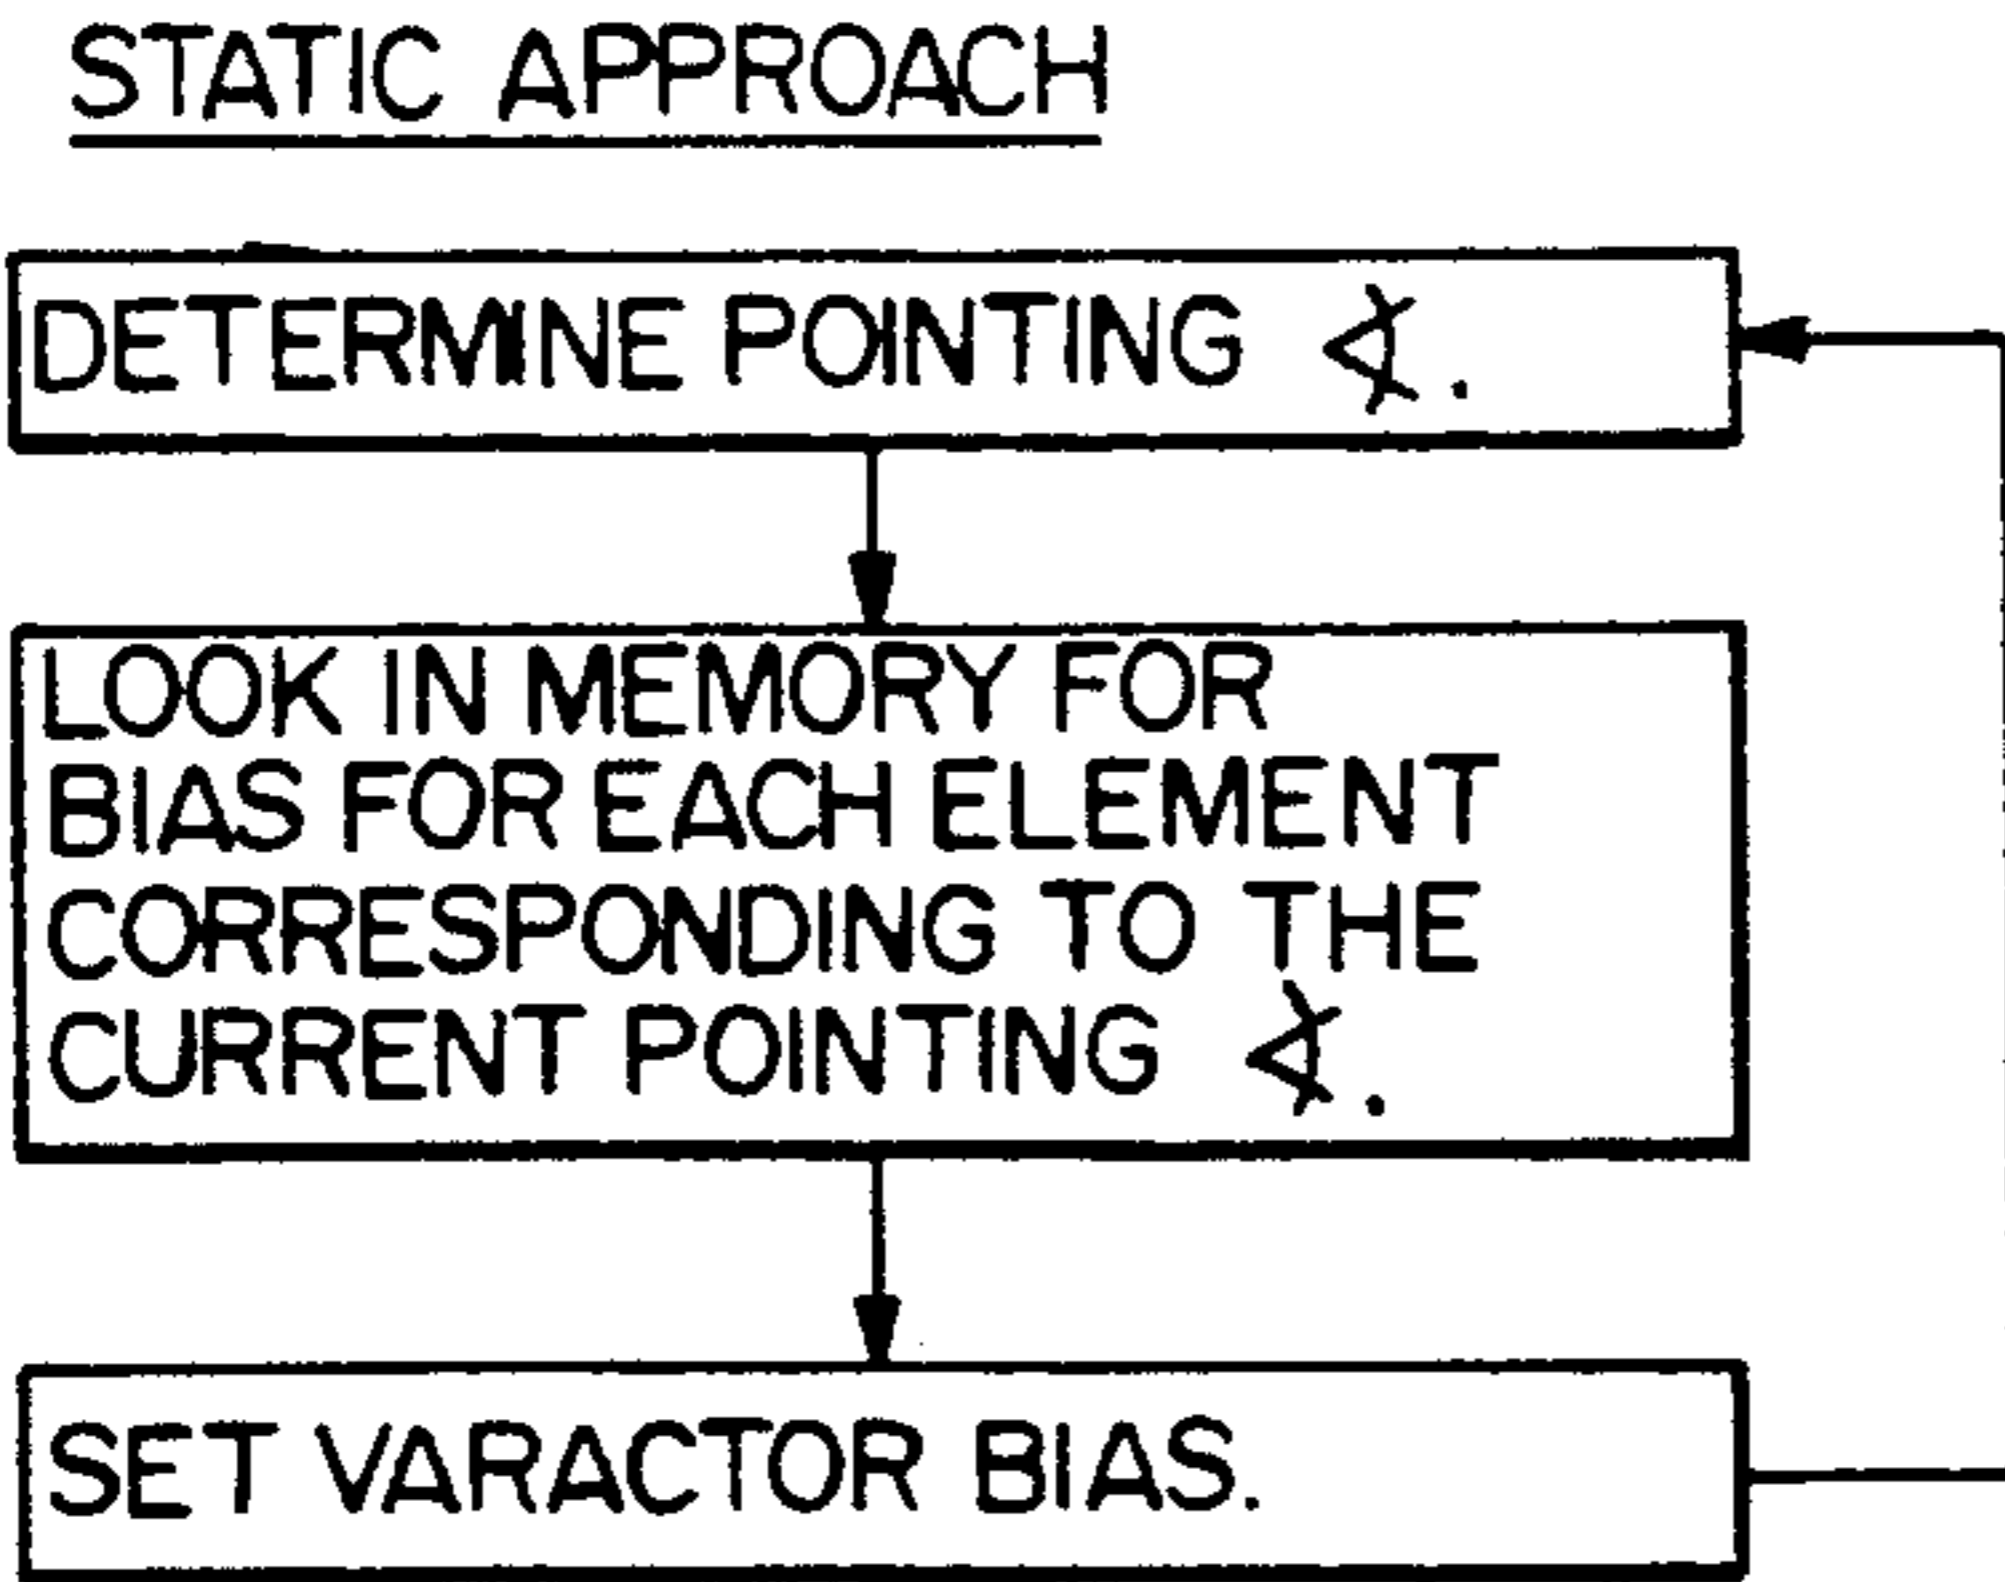 STATIC APPROACH
DETERMINE POINTING ∢.
LOOK IN MEMORY FOR
BIAS FOR EACH ELEMENT
CORRESPONDING TO THE
CURRENT POINTING ∢.
SET VARACTOR BIAS.